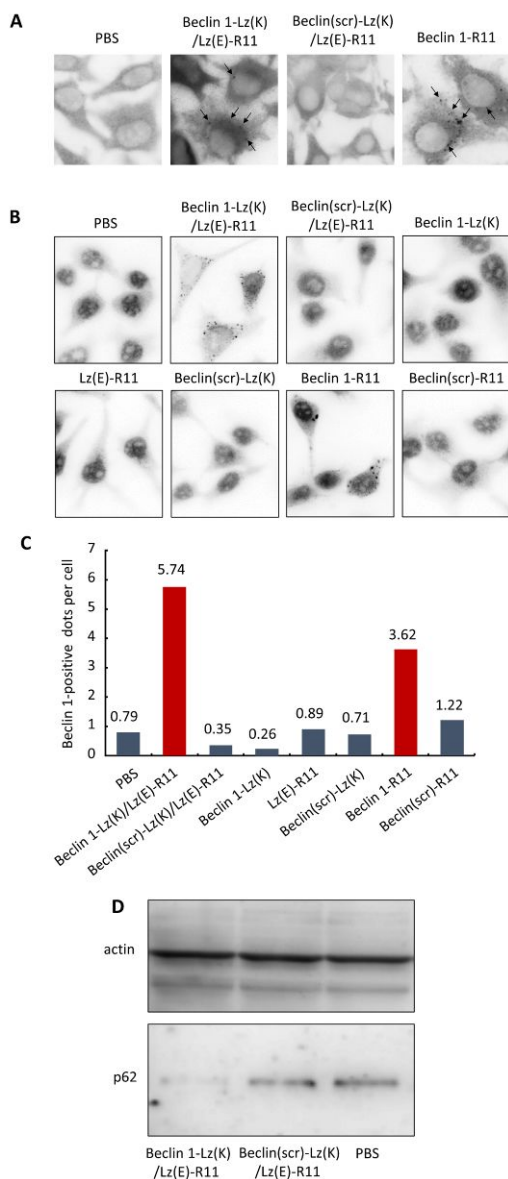 A
PBS
Beclin 1-Lz(K)
/Lz(E)-R11
Beclin(scr)-Lz(K)
/Lz(E)-R11
Beclin 1-R11
B
PBS
Beclin 1-Lz(K)
/Lz(E)-R11
Beclin(scr)-Lz(K)
/Lz(E)-R11
Beclin 1-Lz(K)
Lz(E)-R11
Beclin(scr)-Lz(K)
Beclin 1-R11
Beclin(scr)-R11
C
Beclin 1-positive dots per cell
7
6
5
4
3
2
1
0
0.79
5.74
0.35
0.26
0.89
0.71
3.62
1.22
PBS
Beclin 1-Lz(K)/Lz(E)-R11
Beclin(scr)-Lz(K)/Lz(E)-R11
Beclin 1-Lz(K)
Lz(E)-R11
Beclin(scr)-Lz(K)
Beclin 1-R11
Beclin(scr)-R11
D
actin
p62
Beclin 1-Lz(K)
/Lz(E)-R11
Beclin(scr)-Lz(K)
/Lz(E)-R11
PBS